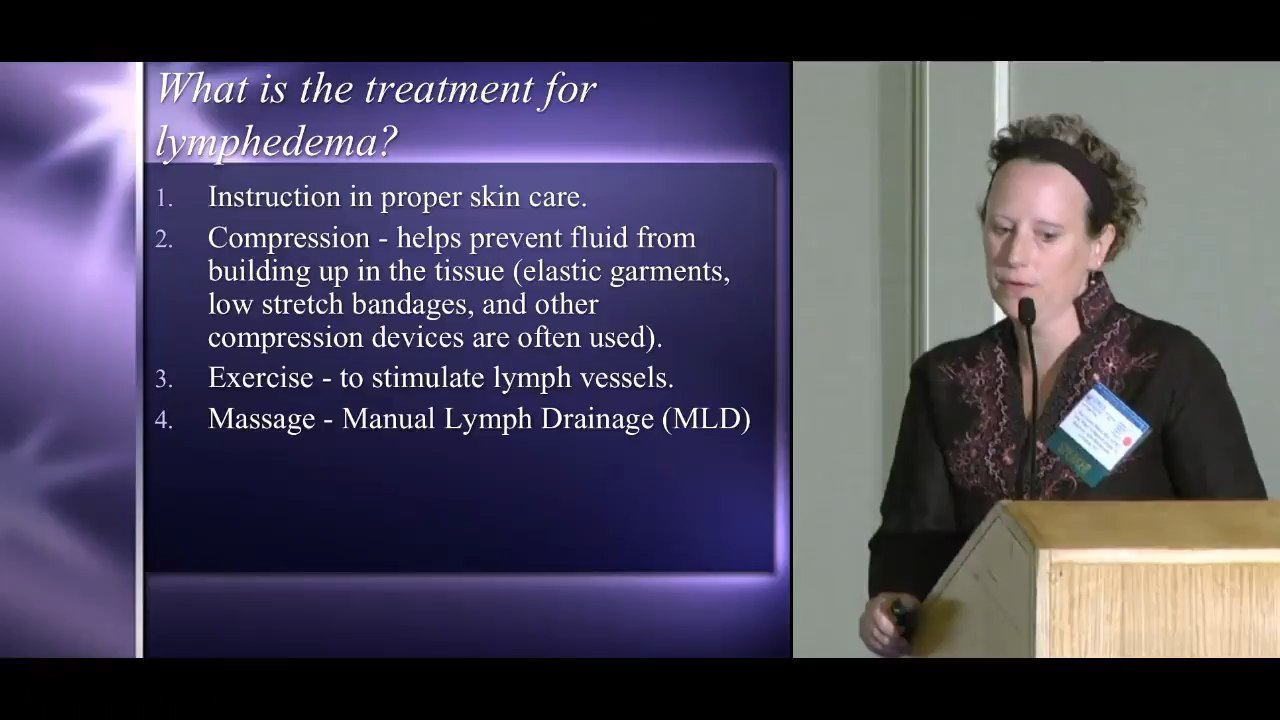 What is the treatment for
lymphedema?
1. Instruction in proper skin care.
2. Compression - helps prevent fluid from
building up in the tissue (elastic garments,
low stretch bandages, and other
compression devices are often used).
3. Exercise - to stimulate lymph vessels.
4. Massage - Manual Lymph Drainage (MLD)
SPEAKER